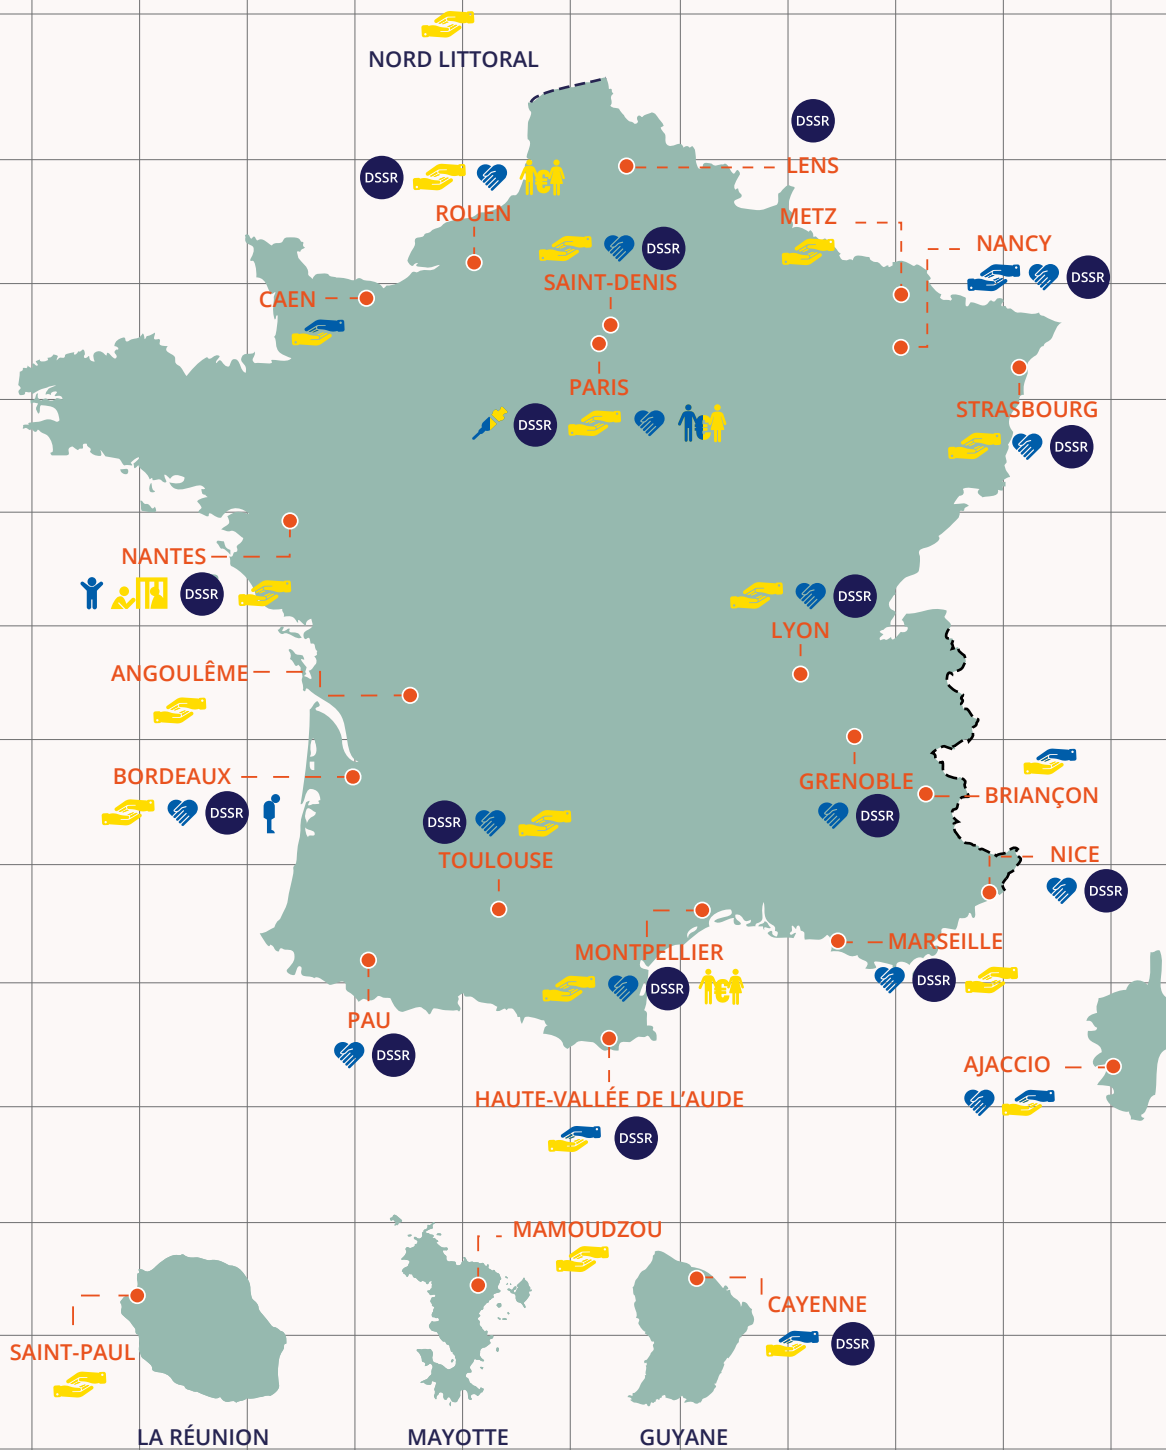 NORD LITTORAL
DSSR
LENS
DSSR
ROUEN
METZ
NANCY
DSSR
DSSR
SAINT-DENIS
CAEN
PARIS
DSSR
STRASBOURG
DSSR
NANTES
DSSR
DSSR
LYON
ANGOULÊME
BORDEAUX
DSSR
GRENOBLE
DSSR
BRIANÇON
DSSR
TOULOUSE
NICE
DSSR
MONTPELLIER
DSSR
MARSEILLE
DSSR
PAU
DSSR
AJACCIO
HAUTE-VALLÉE DE L’AUDE
DSSR
MAMOUDZOU
CAYENNE
DSSR
SAINT-PAUL
LA RÉUNION
MAYOTTE
GUYANE